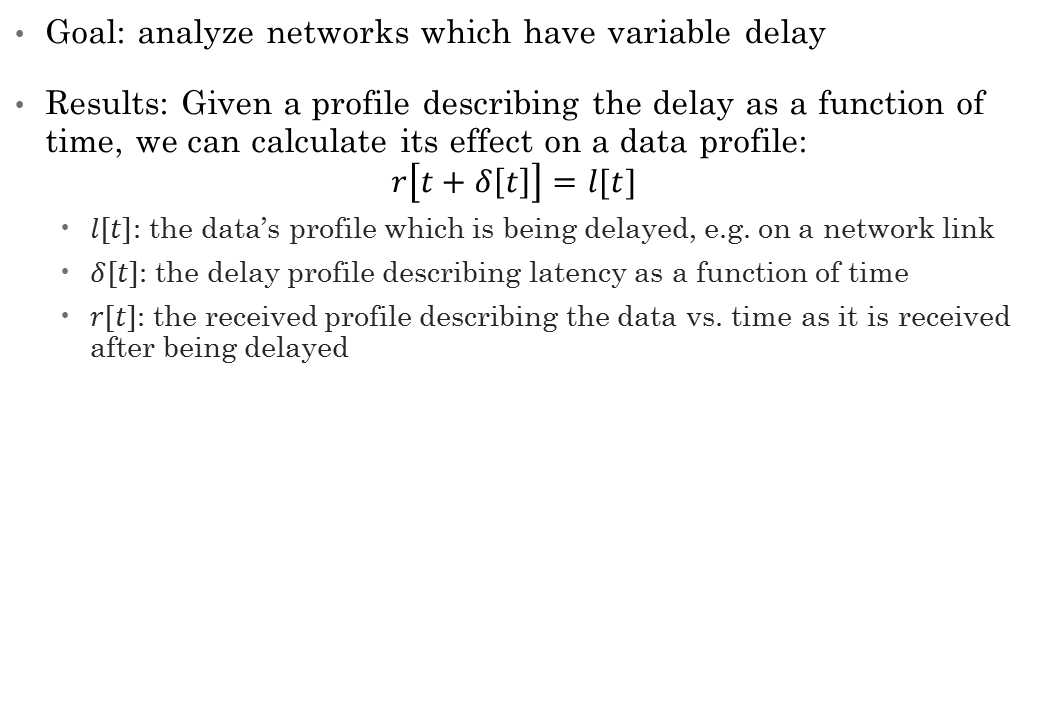 • Goal: analyze networks which have variable delay
• Results: Given a profile describing the delay as a function of
time, we can calculate its effect on a data profile:
r[t + δ[t]] = l[t]
• l[t]: the data’s profile which is being delayed, e.g. on a network link
• δ[t]: the delay profile describing latency as a function of time
• r[t]: the received profile describing the data vs. time as it is received
after being delayed